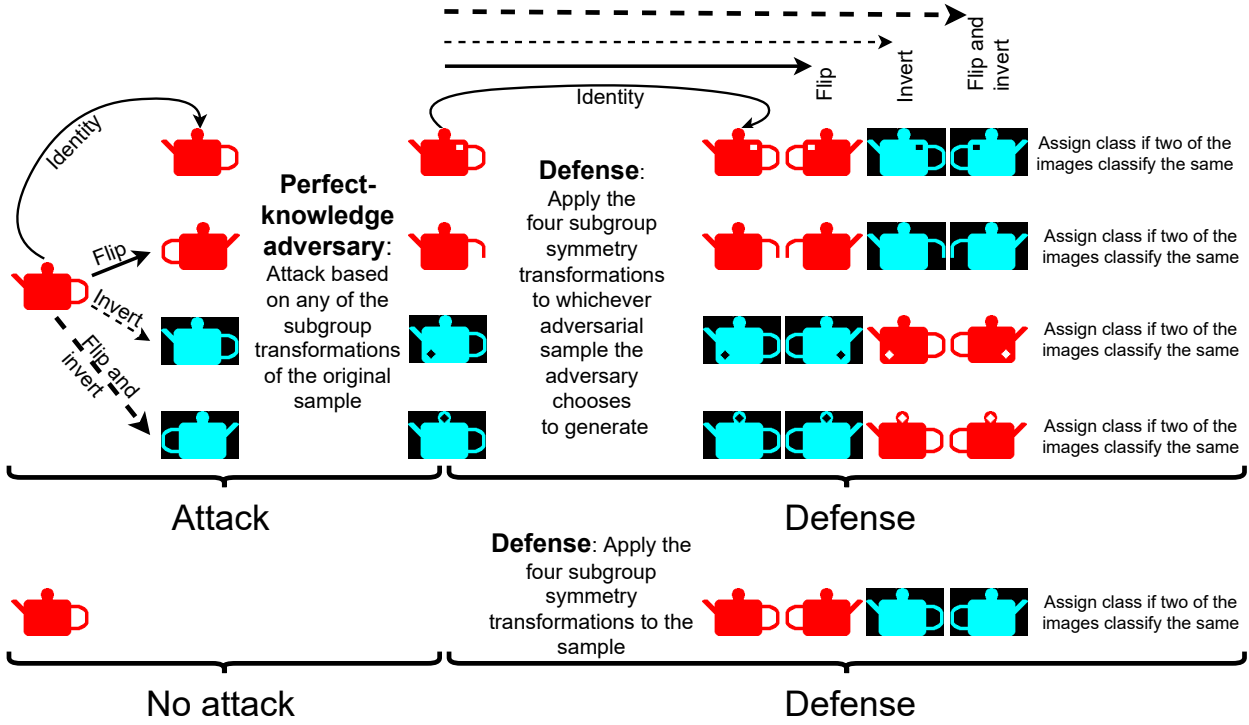 Flip
Invert
Flip and
invert
Identity
Identity
Flip
Invert
Flip and
invert
Perfect-
knowledge
adversary:
Attack based
on any of the
subgroup
transformations
of the original
sample
Defense:
Apply the
four subgroup
symmetry
transformations
to whichever
adversarial
sample the
adversary
chooses
to generate
Assign class if two of the
images classify the same
Assign class if two of the
images classify the same
Assign class if two of the
images classify the same
Assign class if two of the
images classify the same
Attack
Defense
Defense: Apply the
four subgroup
symmetry
transformations to the
sample
Assign class if two of the
images classify the same
No attack
Defense